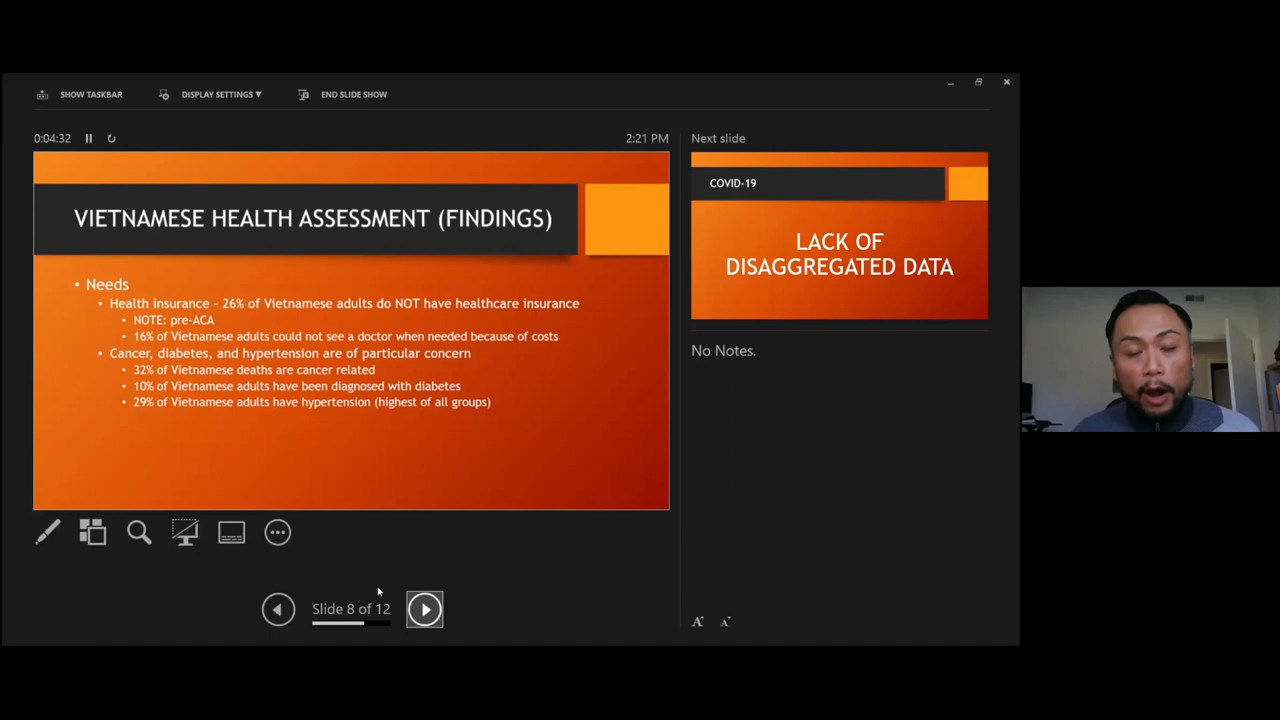 SHOW TASKBAR
DISPLAY SETTINGS ▼
END SLIDE SHOW
0:04:32
2:21 PM
VIETNAMESE HEALTH ASSESSMENT (FINDINGS)
• Needs
• Health insurance – 26% of Vietnamese adults do NOT have healthcare insurance
• NOTE: pre-ACA
• 16% of Vietnamese adults could not see a doctor when needed because of costs
• Cancer, diabetes, and hypertension are of particular concern
• 32% of Vietnamese deaths are cancer related
• 10% of Vietnamese adults have been diagnosed with diabetes
• 29% of Vietnamese adults have hypertension (highest of all groups)
Slide 8 of 12
Next slide
COVID-19
LACK OF
DISAGGREGATED DATA
No Notes.
A A